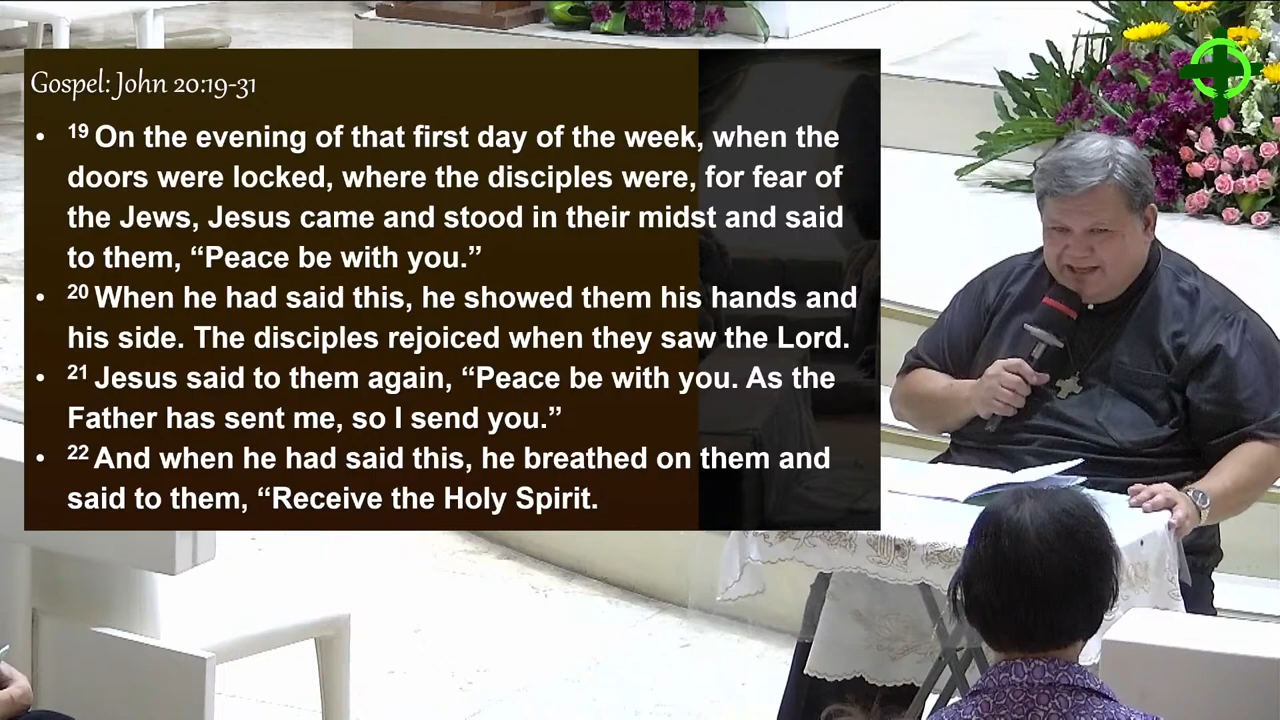 Gospel: John 20:19-31
• 19 On the evening of that first day of the week, when the
doors were locked, where the disciples were, for fear of
the Jews, Jesus came and stood in their midst and said
to them, “Peace be with you.”
• 20 When he had said this, he showed them his hands and
his side. The disciples rejoiced when they saw the Lord.
• 21 Jesus said to them again, “Peace be with you. As the
Father has sent me, so I send you.”
• 22 And when he had said this, he breathed on them and
said to them, “Receive the Holy Spirit.